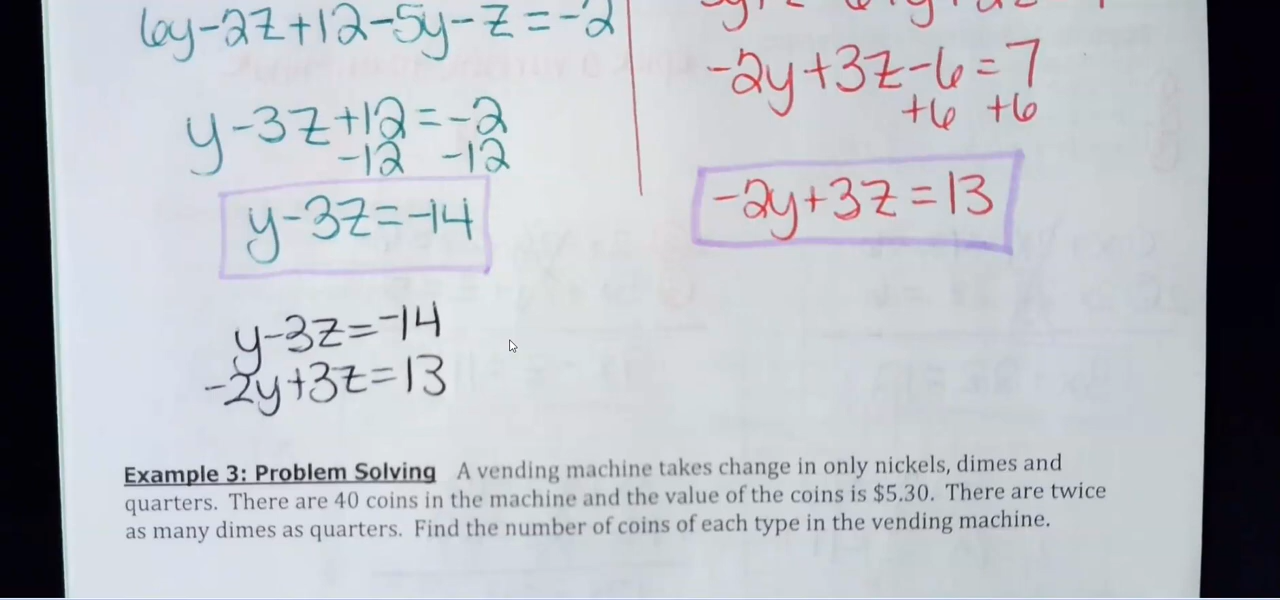 6y-2z+12-5y-z=-2
y-3z+12=-2
-12 -12
y-3z=-14
-2y+3z-6=7
+6 +6
-2y+3z=13
y-3z=-14
-2y+3z=13
Example 3: Problem Solving A vending machine takes change in only nickels, dimes and
quarters. There are 40 coins in the machine and the value of the coins is $5.30. There are twice
as many dimes as quarters. Find the number of coins of each type in the vending machine.